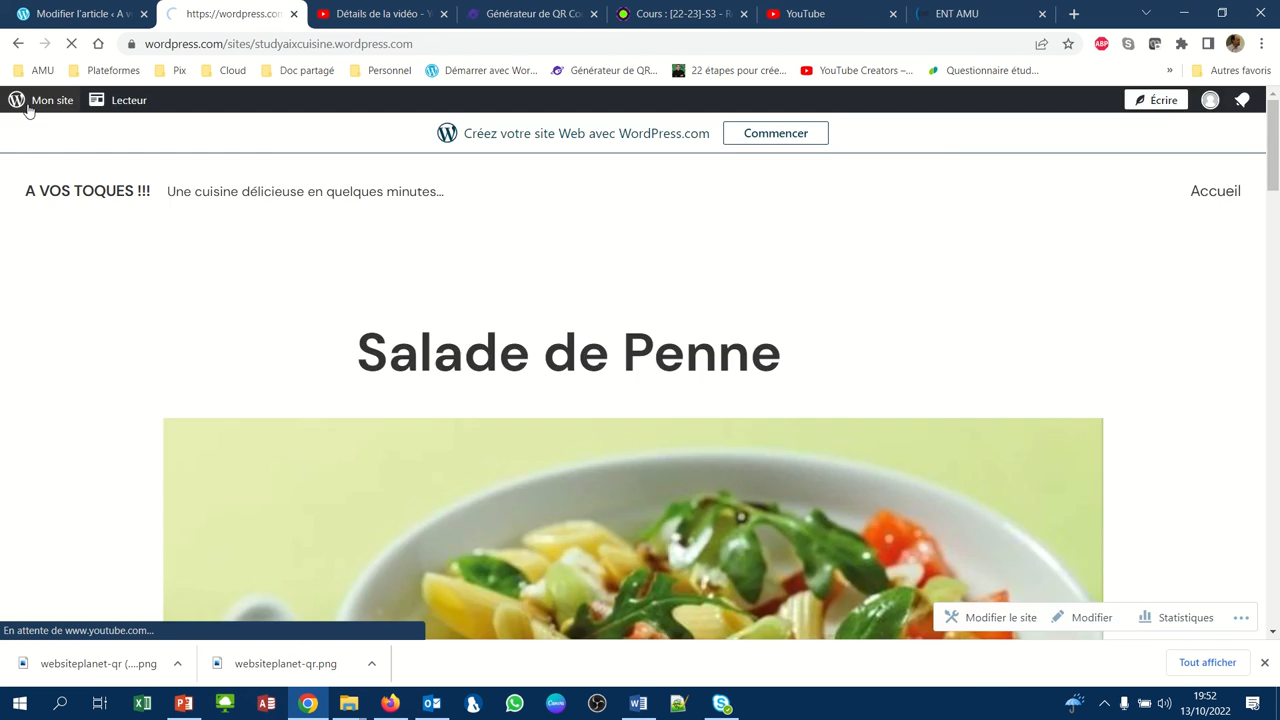 Modifier l'article « A v
https://wordpress.con
Détails de la vidéo - Y
Générateur de QR Co
Cours : [22-23]-S3 - R
YouTube
ENT AMU
wordpress.com/sites/studyaixcuisine.wordpress.com
AMU
Plateformes
Pix
Cloud
Doc partagé
Personnel
Démarrer avec Wor...
Générateur de QR...
22 étapes pour crée...
YouTube Creators –...
Questionnaire étud...
»
Autres favoris
Mon site
Lecteur
Écrire
Créez votre site Web avec WordPress.com
Commencer
A VOS TOQUES !!!
Une cuisine délicieuse en quelques minutes...
Accueil
Salade de Penne
Modifier le site
Modifier
Statistiques
En attente de www.youtube.com...
websiteplanet-qr (....png
websiteplanet-qr.png
Tout afficher
19:52
13/10/2022